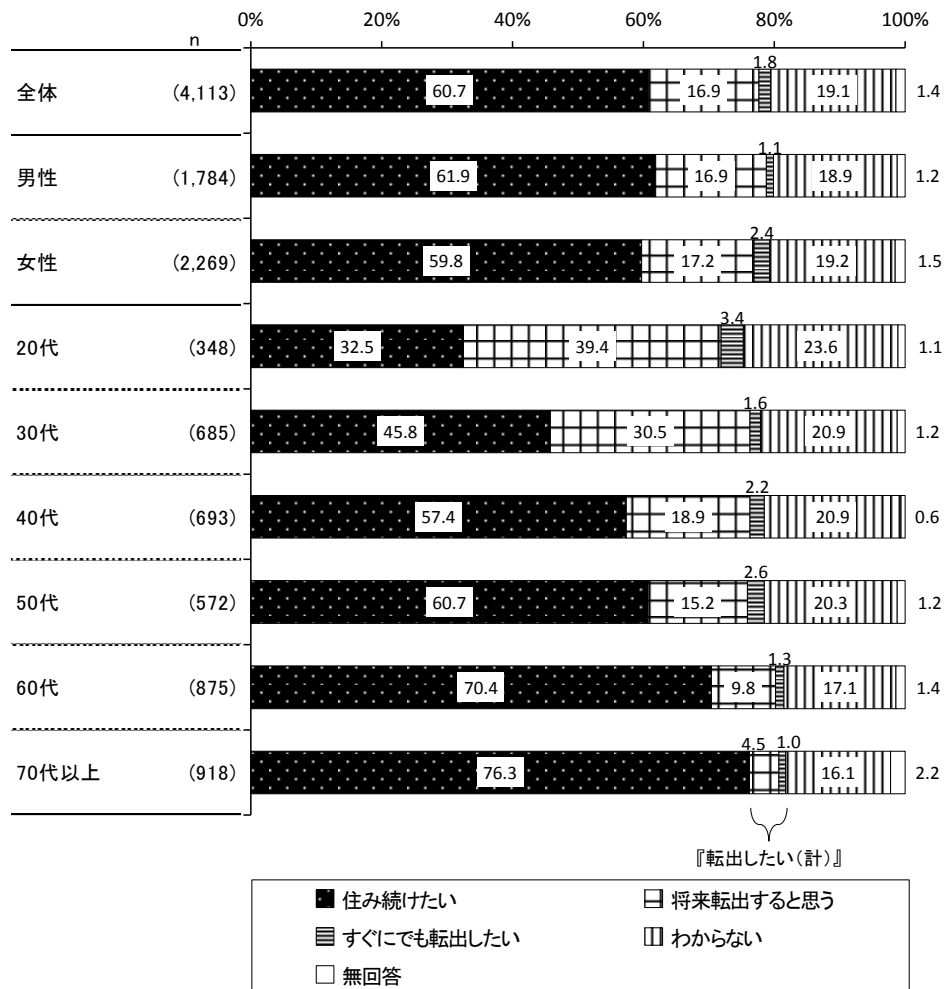 0% 20% 40% 60% 80% 100%
n
全体 (4,113) 60.7 16.9 1.8 19.1 1.4
男性 (1,784) 61.9 16.9 1.1 18.9 1.2
女性 (2,269) 59.8 17.2 2.4 19.2 1.5
20代 (348) 32.5 39.4 3.4 23.6 1.1
30代 (685) 45.8 30.5 1.6 20.9 1.2
40代 (693) 57.4 18.9 2.2 20.9 0.6
50代 (572) 60.7 15.2 2.6 20.3 1.2
60代 (875) 70.4 9.8 1.3 17.1 1.4
70代以上 (918) 76.3 4.5 1.0 16.1 2.2
『転出したい(計)』
住み続けたい 将来転出すると思う
すぐにでも転出したい わからない
無回答